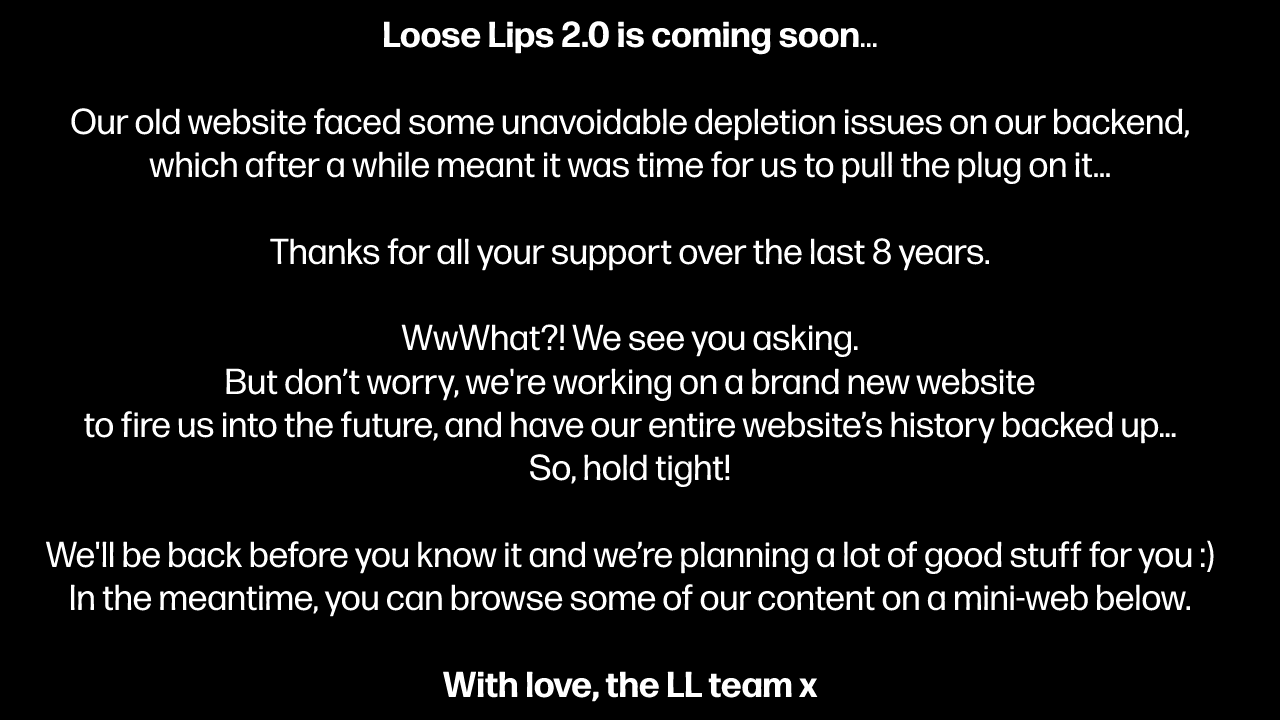 Loose Lips 2.0 is coming soon...
Our old website faced some unavoidable depletion issues on our backend,
which after a while meant it was time for us to pull the plug on it...
Thanks for all your support over the last 8 years.
WwWhat?! We see you asking.
But don’t worry, we're working on a brand new website
to fire us into the future, and have our entire website’s history backed up...
So, hold tight!
We'll be back before you know it and we’re planning a lot of good stuff for you :)
In the meantime, you can browse some of our content on a mini-web below.
With love, the LL team x